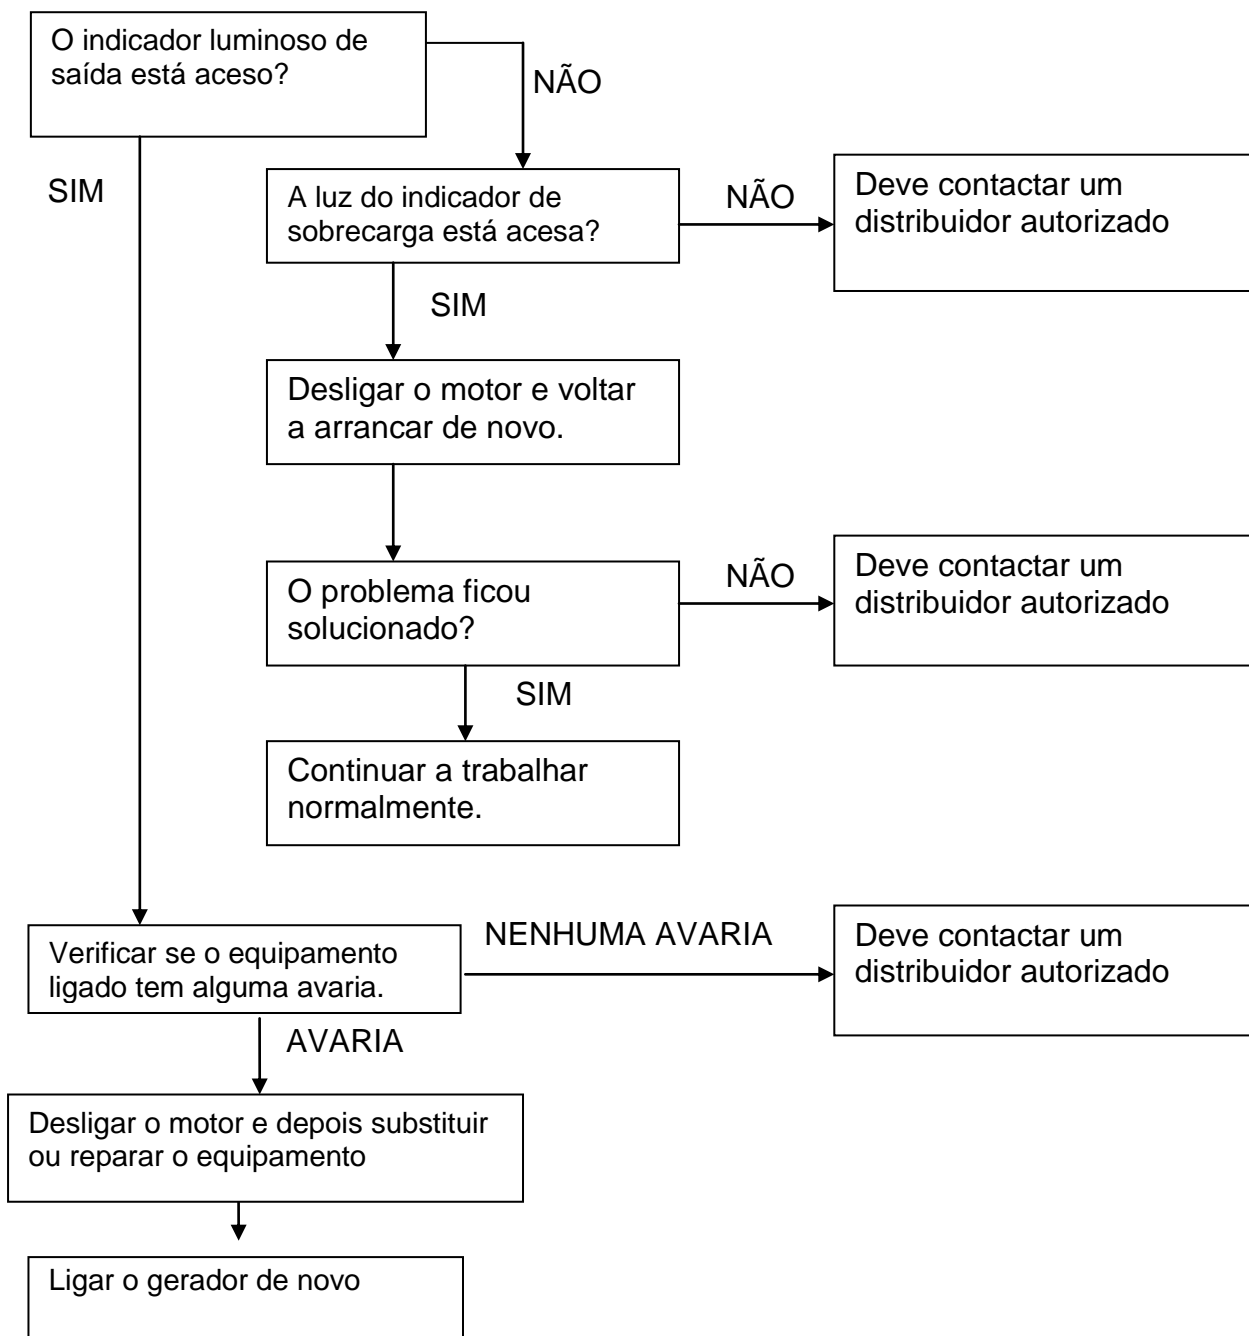 O indicador luminoso de
saída está aceso?
NÃO
SIM
A luz do indicador de
sobrecarga está acesa?
NÃO
Deve contactar um
distribuidor autorizado
SIM
Desligar o motor e voltar
a arrancar de novo.
O problema ficou
solucionado?
NÃO
Deve contactar um
distribuidor autorizado
SIM
Continuar a trabalhar
normalmente.
Verificar se o equipamento
ligado tem alguma avaria.
NENHUMA AVARIA
Deve contactar um
distribuidor autorizado
AVARIA
Desligar o motor e depois substituir
ou reparar o equipamento
Ligar o gerador de novo